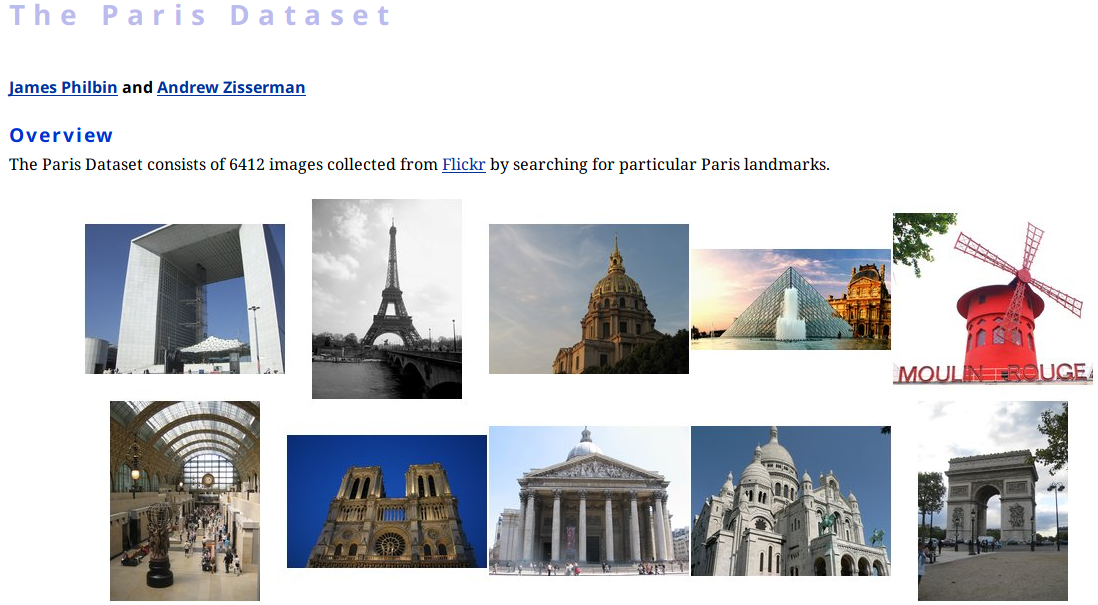 The Paris Dataset
James Philbin and Andrew Zisserman
Overview
The Paris Dataset consists of 6412 images collected from Flickr by searching for particular Paris landmarks.
MOULIN ROUGE